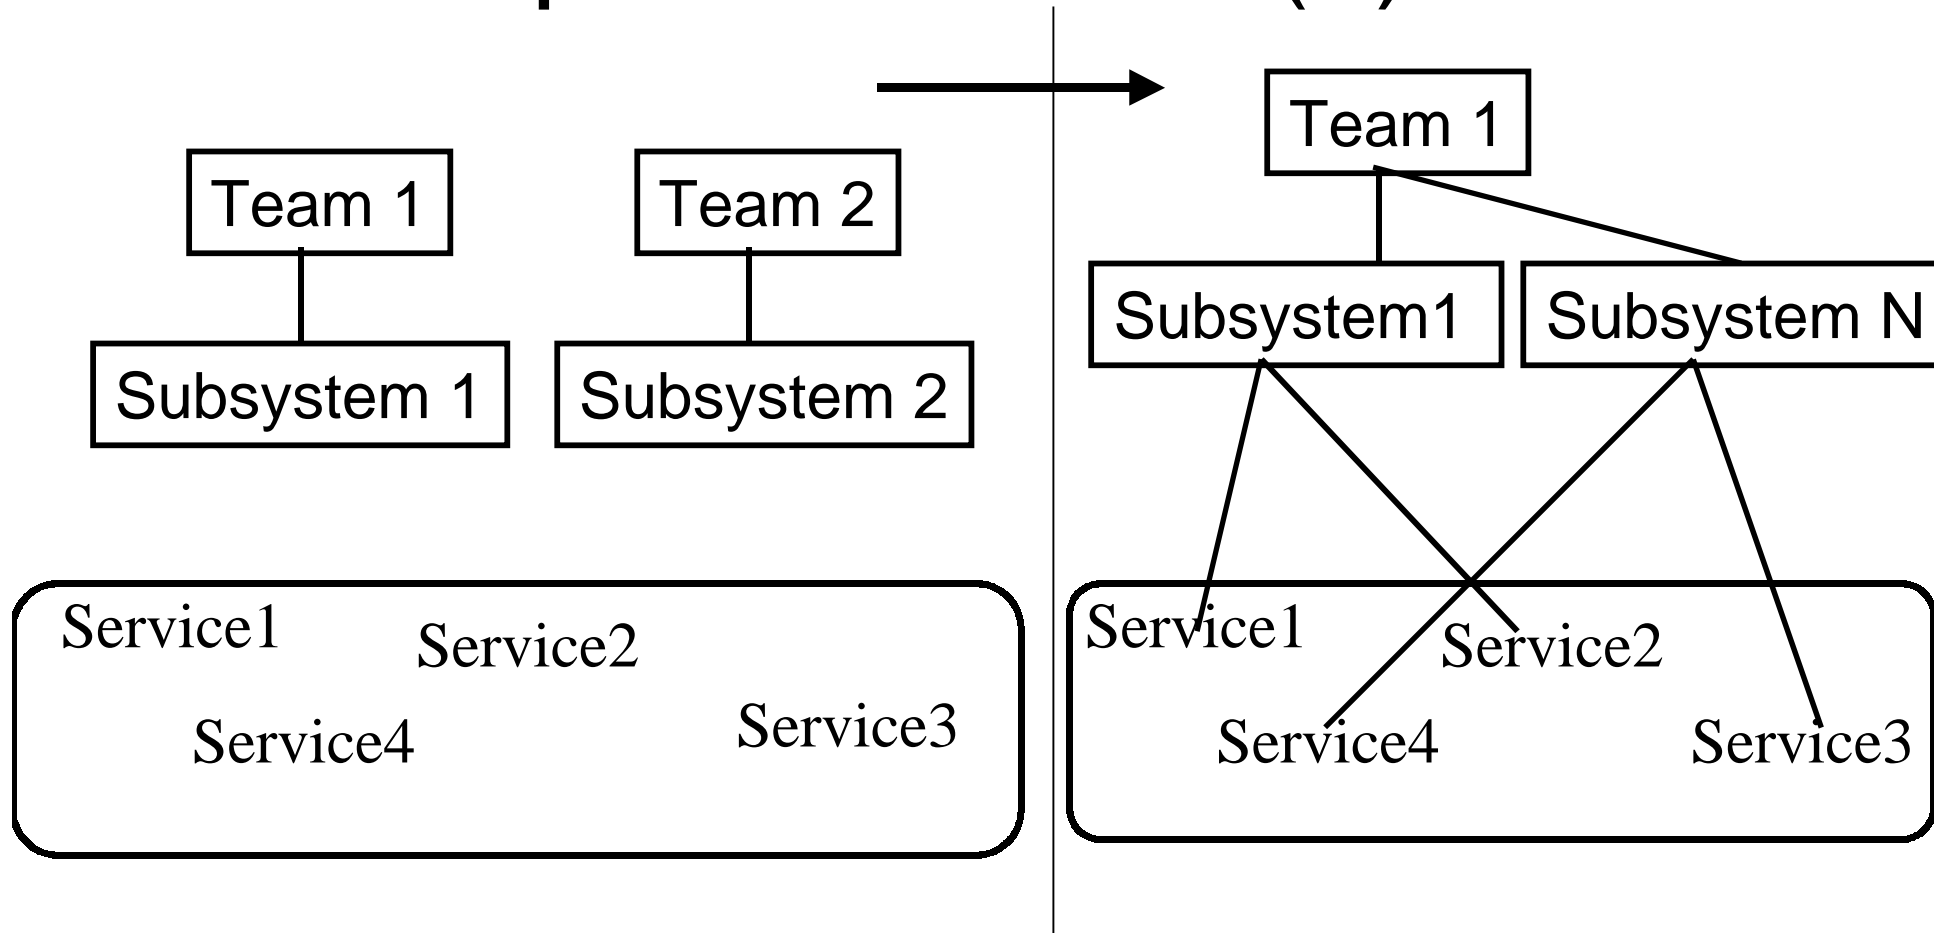 Team 1
Team 2
Subsystem 1
Subsystem 2
Service1
Service2
Service3
Service4
Team 1
Subsystem1
Subsystem N
Service1
Service2
Service4
Service3